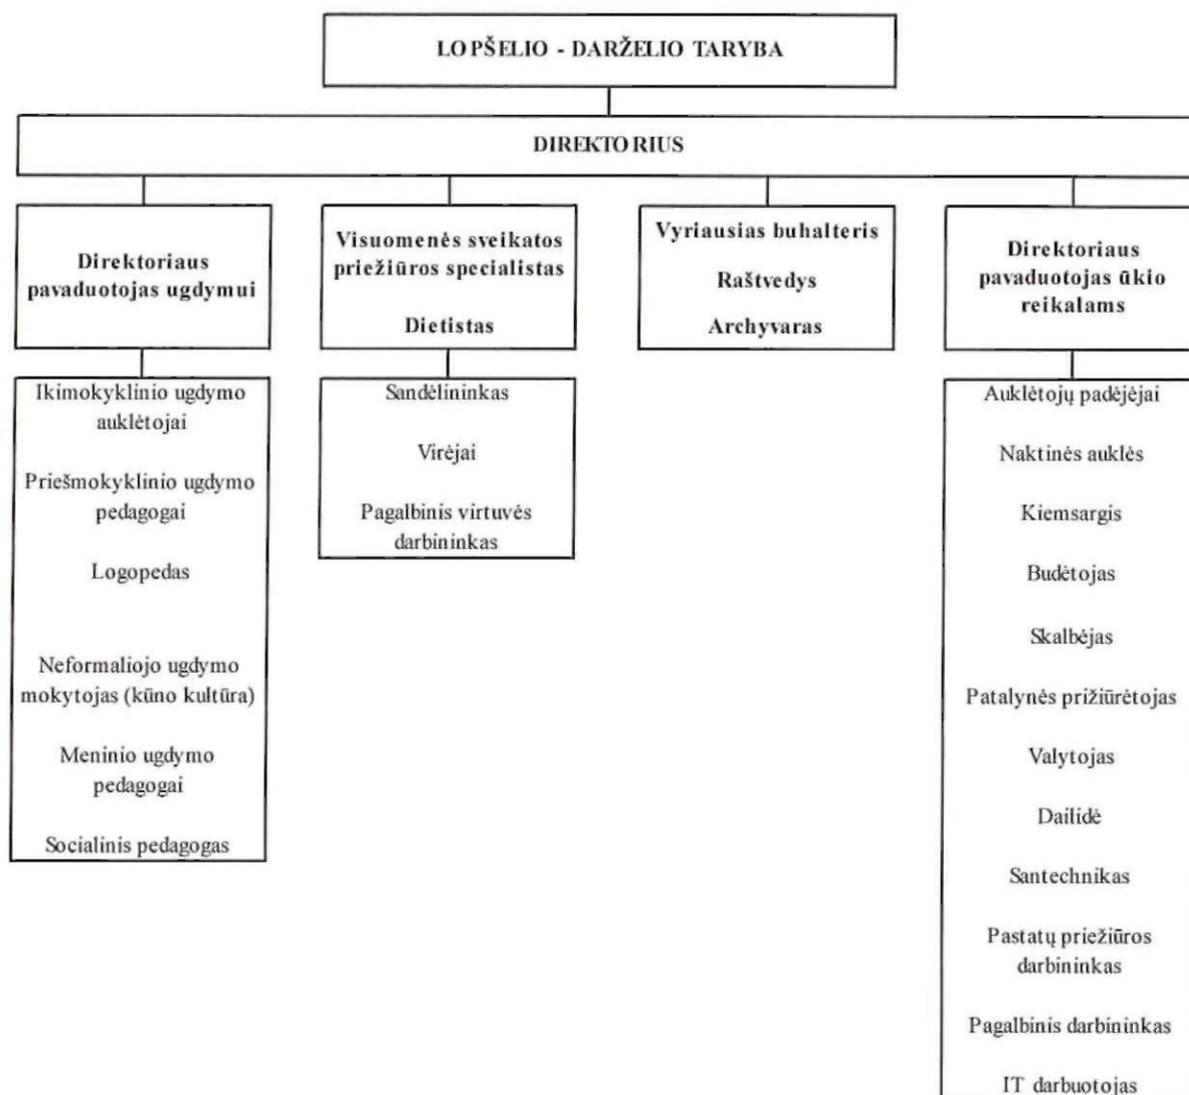 LOPŠELIO - DARŽELIO TARYBA
DIREKTORIUS
Direktoriaus
pavaduotojas ugdymui
Visuomenės sveikatos
priežiūros specialistas
Dietistas
Vyriausias buhalteris
Raštvedys
Archyvaras
Direktoriaus
pavaduotojas ūkio
reikalams
Ikimokyklinio ugdymo
auklėtojai
Priešmokyklinio ugdymo
pedagogai
Logopedas
Neformaliojo ugdymo
mokytojas (kūno kultūra)
Meninio ugdymo
pedagogai
Socialinis pedagogas
Sandėlininkas
Virėjai
Pagalbinis virtuvės
darbininkas
Auklėtojų padėjėjai
Naktinės auklės
Kiemsargis
Budėtojas
Skalbėjas
Patalynės prižiūrėtojas
Valytojas
Dailidė
Santechnikas
Pastatų priežiūros
darbininkas
Pagalbinis darbininkas
IT darbuotojas